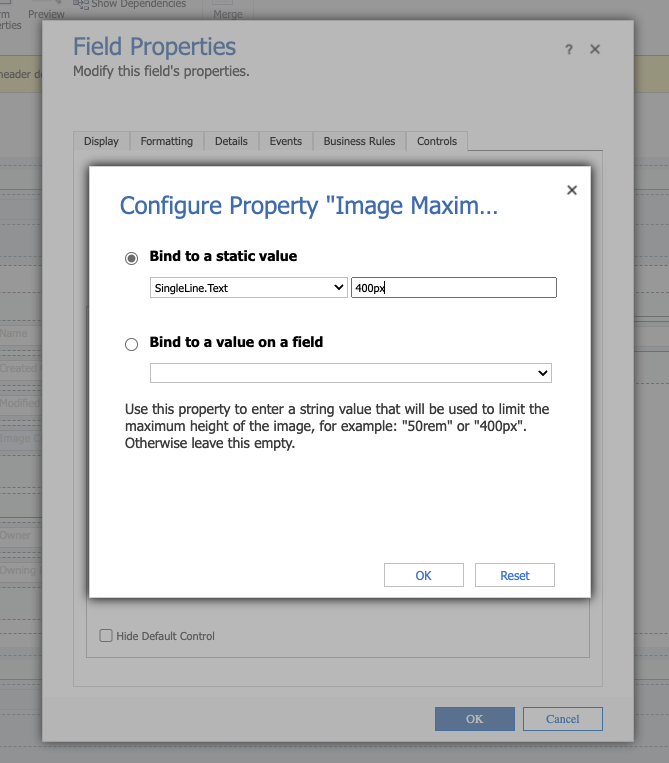 Show Dependencies
Preview
Merge
Field Properties
?
Modify this field's properties.
Display
Formatting
Details
Events
Business Rules
Controls
Configure Property "Image Maxim...
Bind to a static value
SingleLine.Text
400px
Bind to a value on a field
Use this property to enter a string value that will be used to limit the
maximum height of the image, for example: "50rem" or "400px".
Otherwise leave this empty.
OK
Reset
Name
Created
Modified
Image
Owner
Owning
Hide Default Control
OK
Cancel